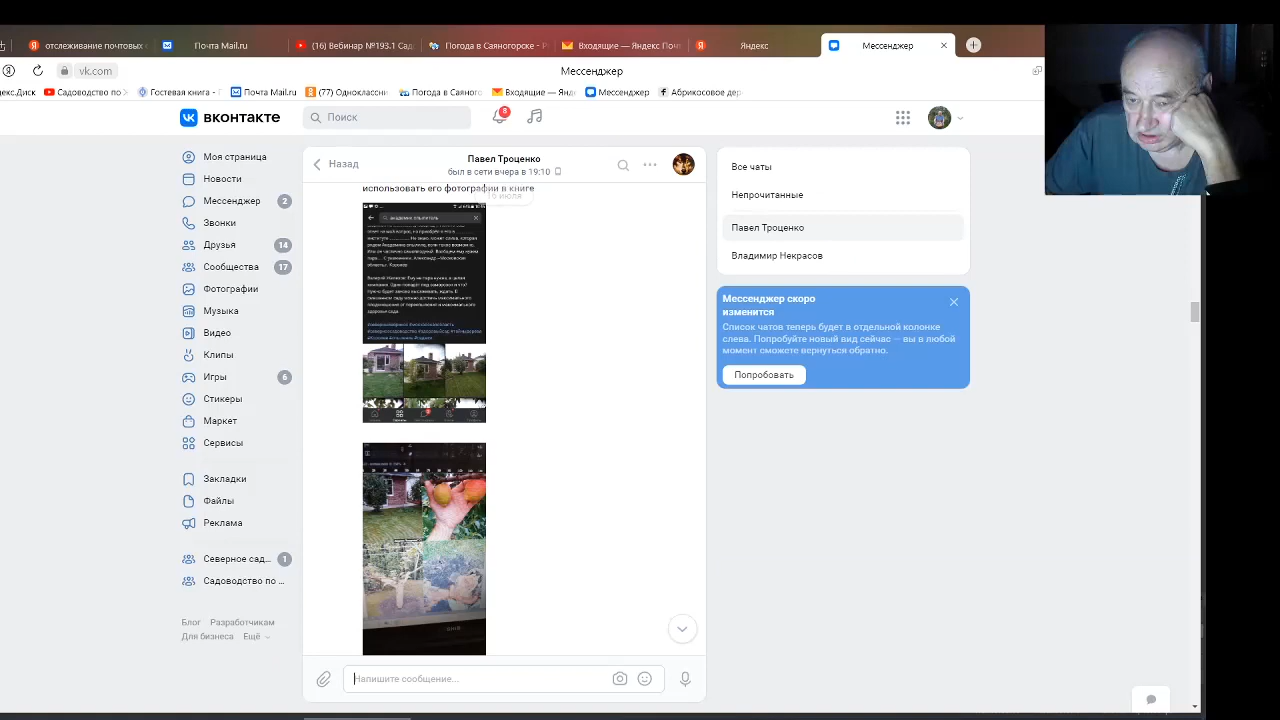 отслеживание почтовых
Почта Mail.ru
(16) Вебинар №193.1 Сад
Погода в Саяногорске - Р
Входящие — Яндекс Почт
Яндекс
Мессенджер
vk.com
Мессенджер
екс.Диск
Садоводство по
Гостевая книга -
Почта Mail.ru
(77) Одноклассни
Погода в Саяного
Входящие — Янде
Мессенджер
Абрикосовое дер
вконтакте
Поиск
8
Моя страница
Новости
Мессенджер 2
Звонки
Друзья 14
Сообщества 17
Фотографии
Музыка
Видео
Игры 6
Стикеры
Маркет
Сервисы
Закладки
Файлы
Реклама
Северное сад... 1
Садоводство по ...
Блог Разработчикам
Для бизнеса Ещё
Назад
Павел Троценко
был в сети вчера в 19:10
использовать его фотографии в книге
июля
Напишите сообщение...
Все чаты
Непрочитанные
Павел Троценко
Владимир Некрасов
Мессенджер скоро
изменится
Список чатов теперь будет в отдельной колонке
слева. Попробуйте новый вид сейчас — вы в любой
момент сможете вернуться обратно.
Попробовать